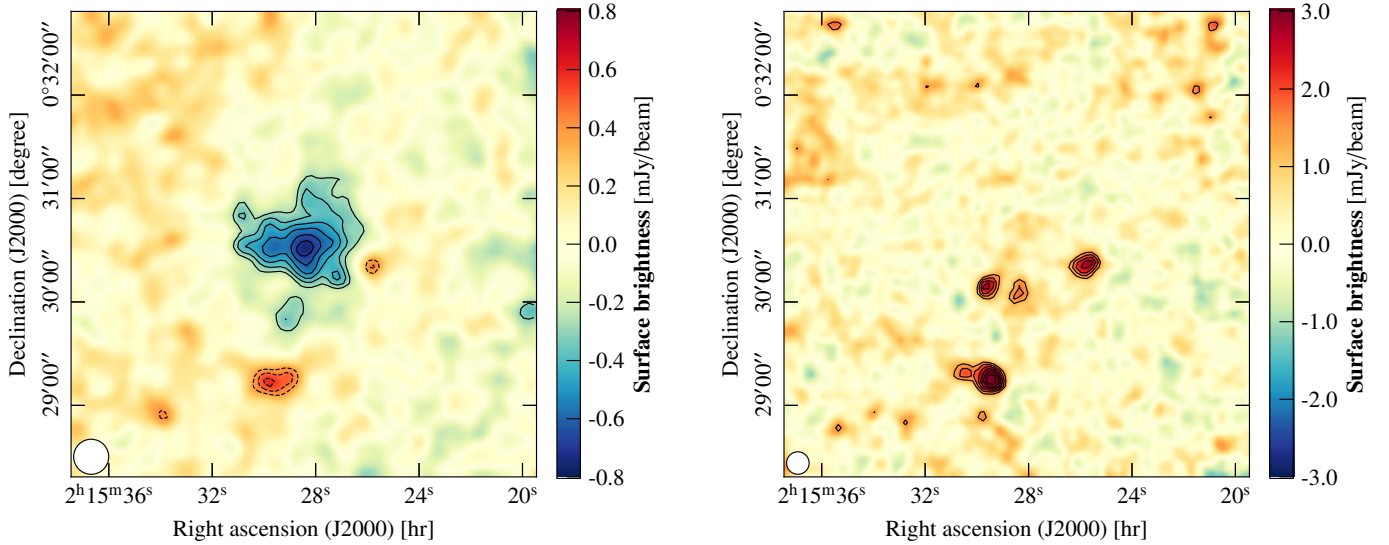 Declination (J2000) [degree]
0°32′00″
31′00″
30′00″
29′00″
2ʰ15ᵐ36ˢ
32ˢ
28ˢ
24ˢ
20ˢ
Right ascension (J2000) [hr]
0.8
0.6
0.4
0.2
0.0
-0.2
-0.4
-0.6
-0.8
Surface brightness [mJy/beam]
Declination (J2000) [degree]
0°32′00″
31′00″
30′00″
29′00″
2ʰ15ᵐ36ˢ
32ˢ
28ˢ
24ˢ
20ˢ
Right ascension (J2000) [hr]
3.0
2.0
1.0
0.0
-1.0
-2.0
-3.0
Surface brightness [mJy/beam]